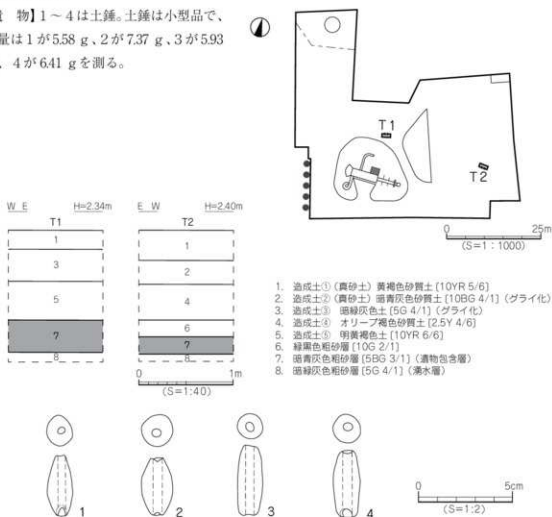 物】1～4は土錘。土錘は小型品で、
量は1が5.58 g、2が7.37 g、3が5.93
、4が6.41 gを測る。
T1
T2
0 25m
(S=1:1000)
W E H=2.34m
T1
1
3
5
7
8
E W H=2.40m
T2
1
2
4
6
7
8
0 1m
(S=1:40)
1. 造成土① (真砂土) 黄褐色砂質土 [10YR 5/6]
2. 造成土② (真砂土) 暗青灰色砂質土 [10BG 4/1] (グライ化)
3. 造成土③ 暗緑灰色土 [5G 4/1] (グライ化)
4. 造成土④ オリーブ褐色砂質土 [2.5Y 4/6]
5. 造成土⑤ 明黄褐色土 [10YR 6/6]
6. 緑黒色粗砂層 [10G 2/1]
7. 暗青灰色粗砂層 [5BG 3/1] (遺物包含層)
8. 暗緑灰色粗砂層 [5G 4/1] (湧水層)
1
2
3
4
0 5cm
(S=1:2)